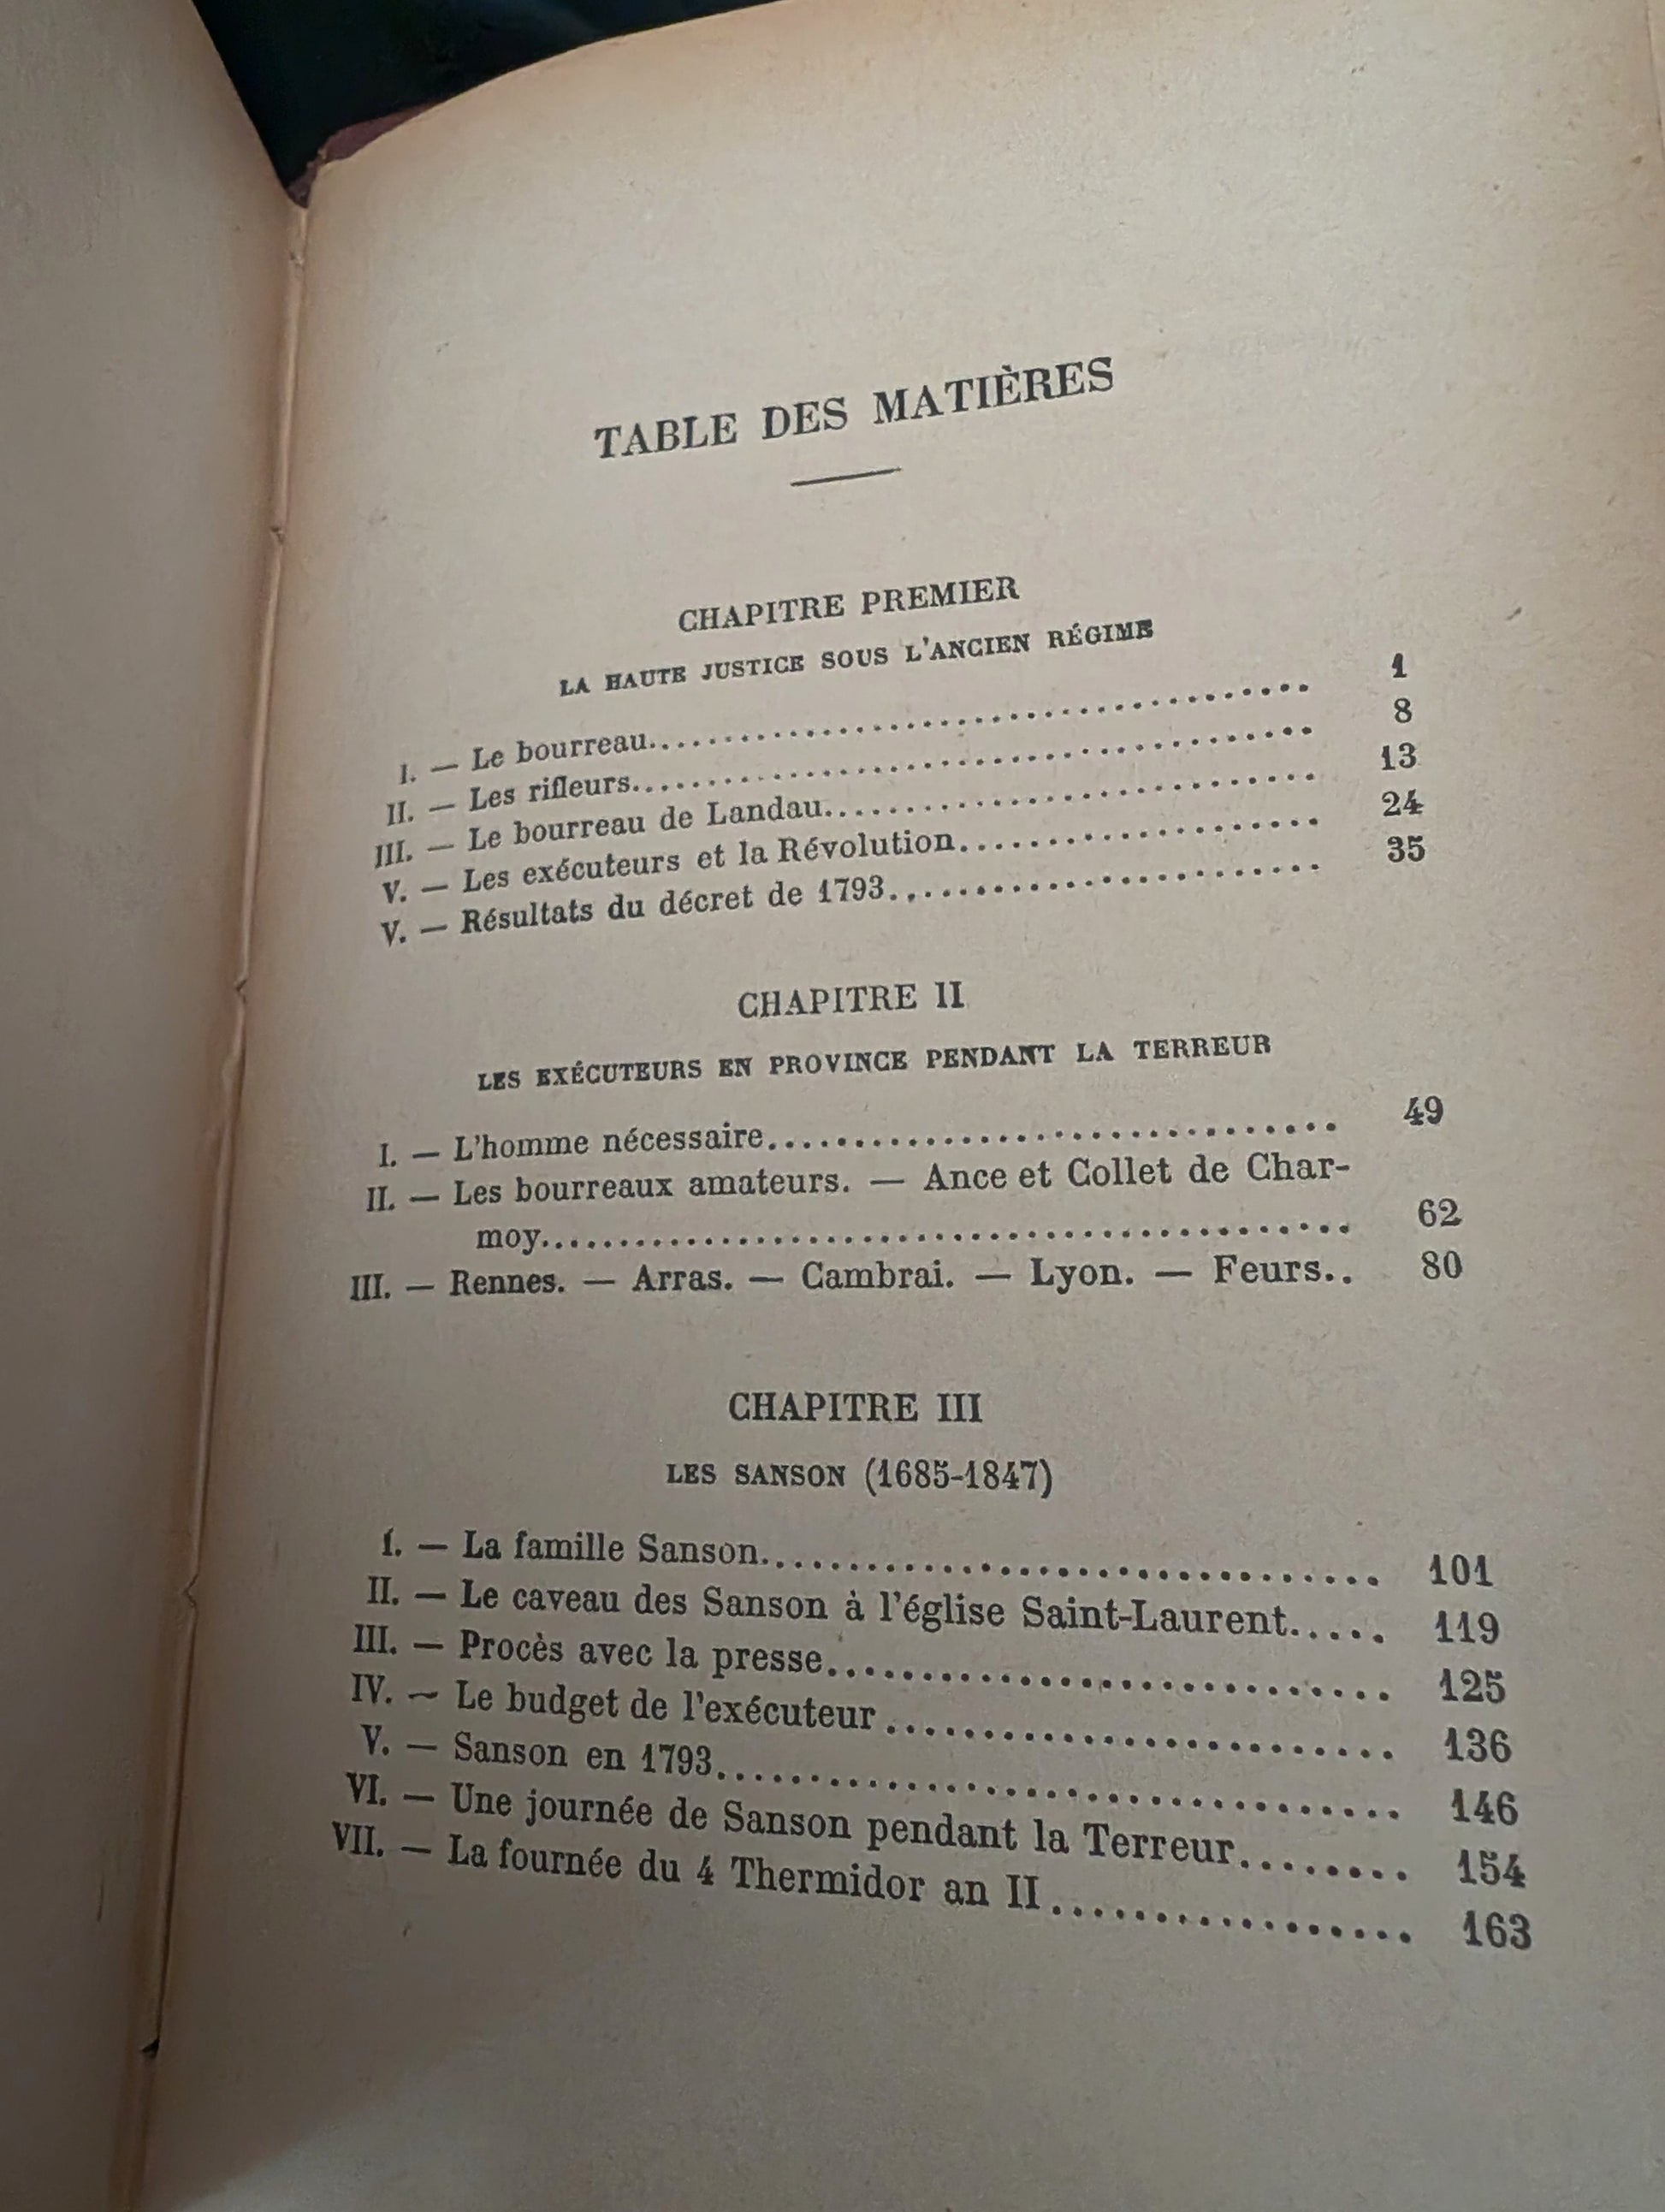 TABLE DES MATIÈRES
CHAPITRE PREMIER
LA HAUTE JUSTICE SOUS L'ANCIEN RÉGIME
I. — Le bourreau........................................ 1
II. — Les rifleurs........................................ 8
III. — Le bourreau de Landau............................ 13
V. — Les exécuteurs et la Révolution.................... 24
V. — Résultats du décret de 1793........................ 35
CHAPITRE II
LES EXÉCUTEURS EN PROVINCE PENDANT LA TERREUR
I. — L'homme nécessaire................................ 49
II. — Les bourreaux amateurs. — Ance et Collet de Char-
moy............................................ 62
III. — Rennes. — Arras. — Cambrai. — Lyon. — Feurs.. 80
CHAPITRE III
LES SANSON (1685-1847)
I. — La famille Sanson.................................. 101
II. — Le caveau des Sanson à l'église Saint-Laurent..... 119
III. — Procès avec la presse.............................. 125
IV. — Le budget de l'exécuteur........................... 136
V. — Sanson en 1793..................................... 146
VI. — Une journée de Sanson pendant la Terreur........ 154
VII. — La fournée du 4 Thermidor an II.................. 163